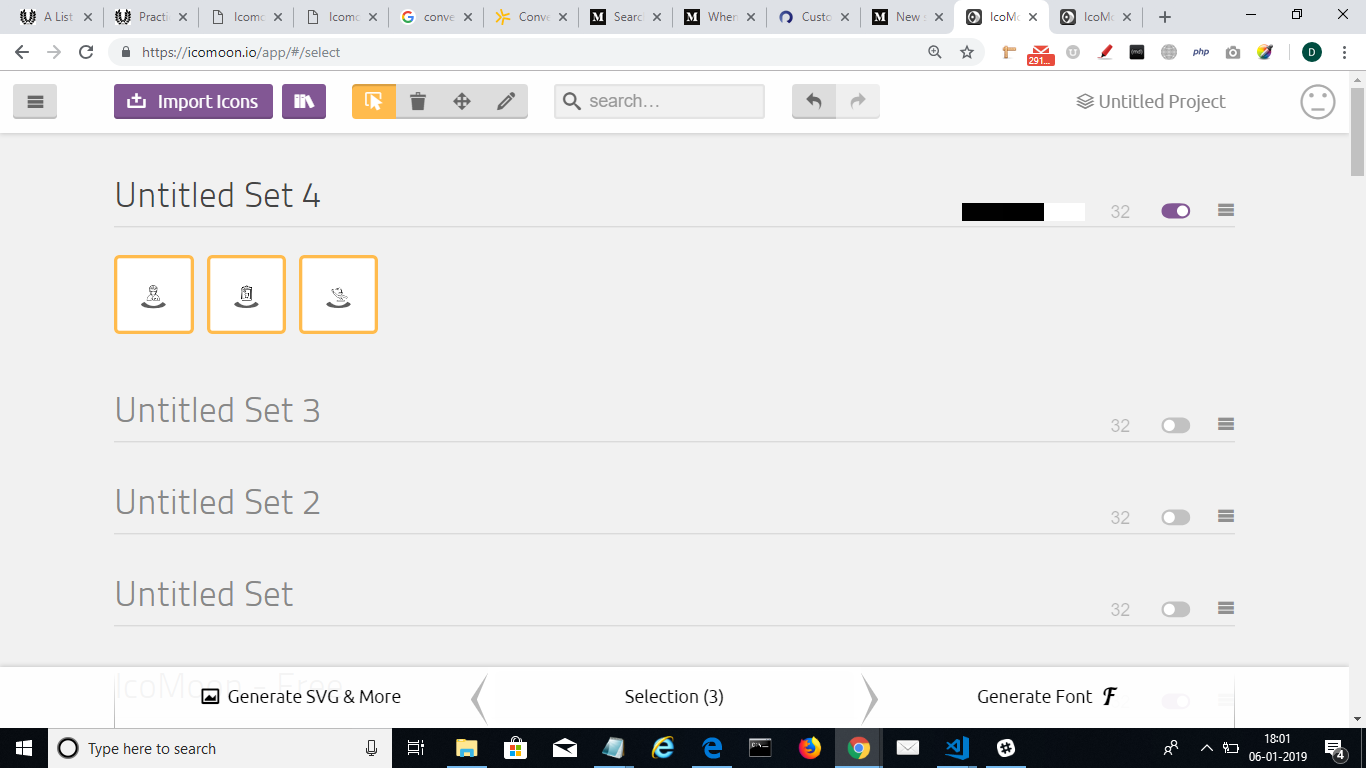 A List
Practi
Icomo
Icomo
conve
Conve
Searc
When
Custo
New
IcoMo
IcoMo
https://icomoon.io/app/#/select
291...
php
D
Import Icons
search...
Untitled Project
Untitled Set 4
32
Untitled Set 3
32
Untitled Set 2
32
Untitled Set
32
IcoMoon - Free
Generate SVG & More
Selection (3)
Generate Font
Type here to search
18:01
06-01-2019
4